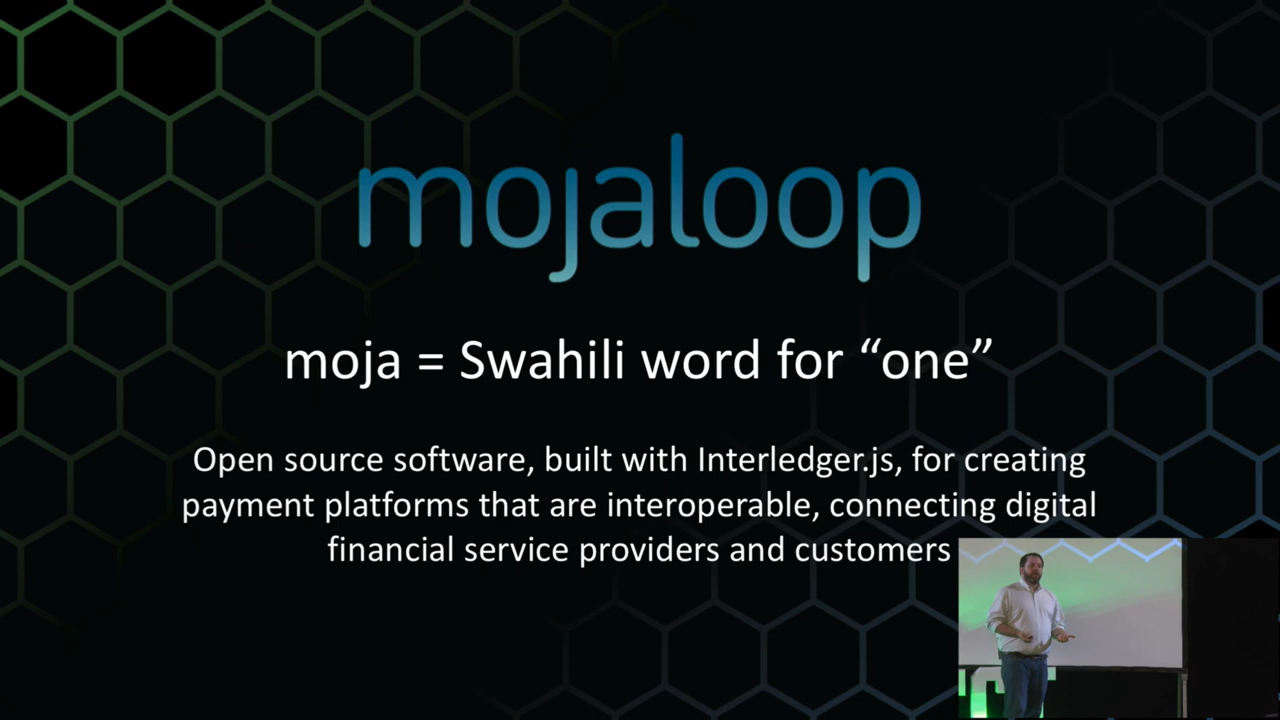 mojaloop
moja = Swahili word for “one”
Open source software, built with Interledger.js, for creating
payment platforms that are interoperable, connecting digital
financial service providers and customers